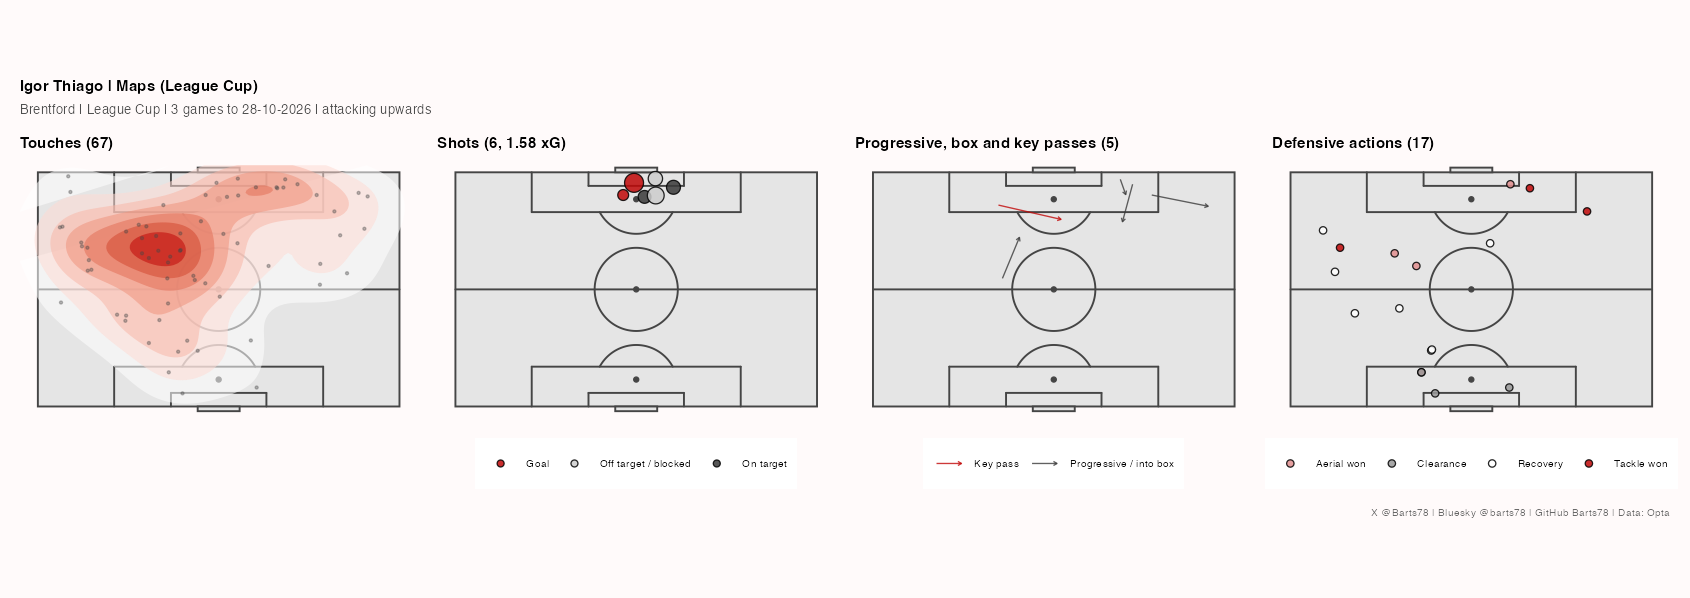 Igor Thiago | Maps (League Cup)
Brentford | League Cup | 3 games to 28-10-2026 | attacking upwards
Touches (67)
Shots (6, 1.58 xG)
Progressive, box and key passes (5)
Defensive actions (17)
Goal
Off target / blocked
On target
Key pass
Progressive / into box
Aerial won
Clearance
Recovery
Tackle won
X @Barts78 | Bluesky @barts78 | GitHub Barts78 | Data: Opta